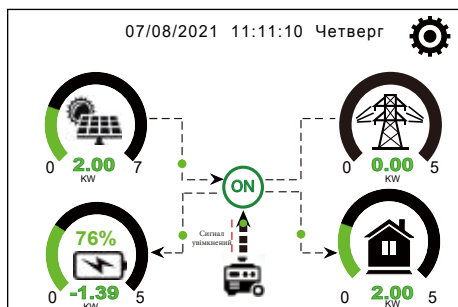 07/08/2021 11:11:10 Четверг
0 2.00 7
KW
0 0.00 5
KW
ON
76%
Сигнал
увімкнений
0 -1.39 5
KW
0 2.00 5
KW